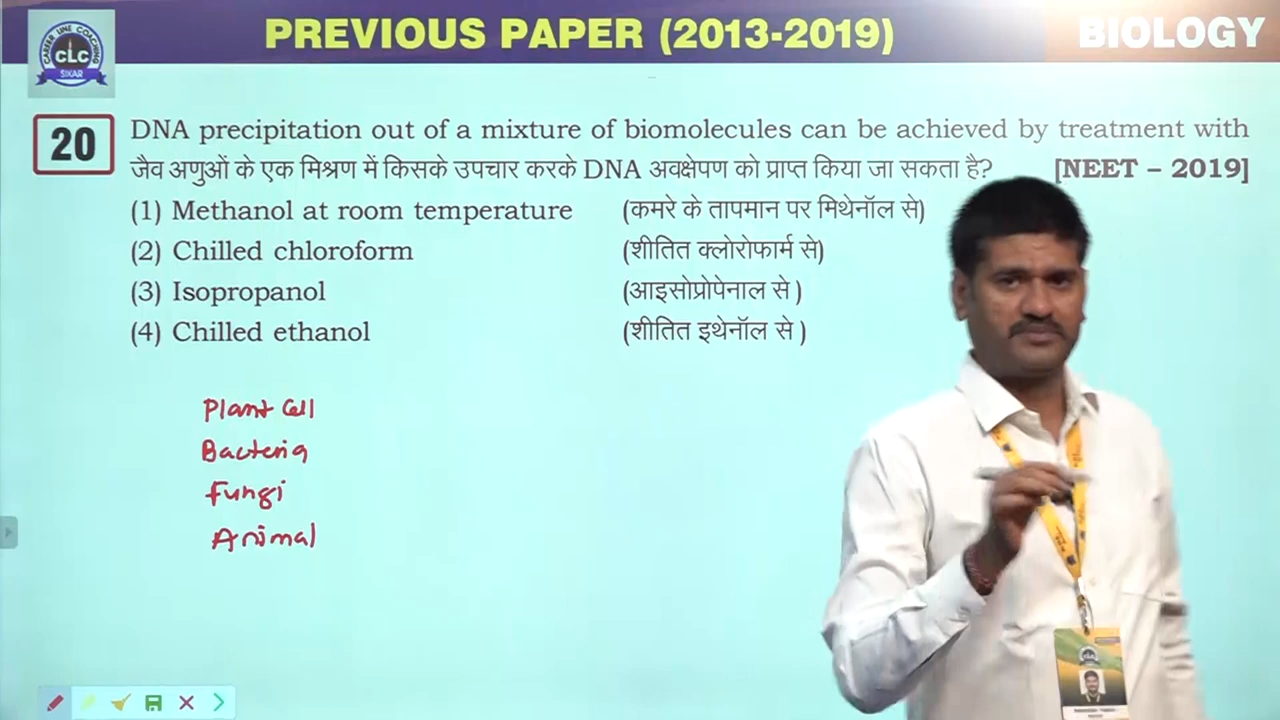 PREVIOUS PAPER (2013-2019)
BIOLOGY
CAREER LINE COACHING
CLC
SIKAR
20
DNA precipitation out of a mixture of biomolecules can be achieved by treatment with
जैव अणुओं के एक मिश्रण में किसके उपचार करके DNA अवक्षेपण को प्राप्त किया जा सकता है? [NEET – 2019]
(1) Methanol at room temperature (कमरे के तापमान पर मिथेनॉल से)
(2) Chilled chloroform (शीतित क्लोरोफार्म से)
(3) Isopropanol (आइसोप्रोपेनाल से )
(4) Chilled ethanol (शीतित इथेनॉल से )
Plant Cell
Bacteria
Fungi
Animal